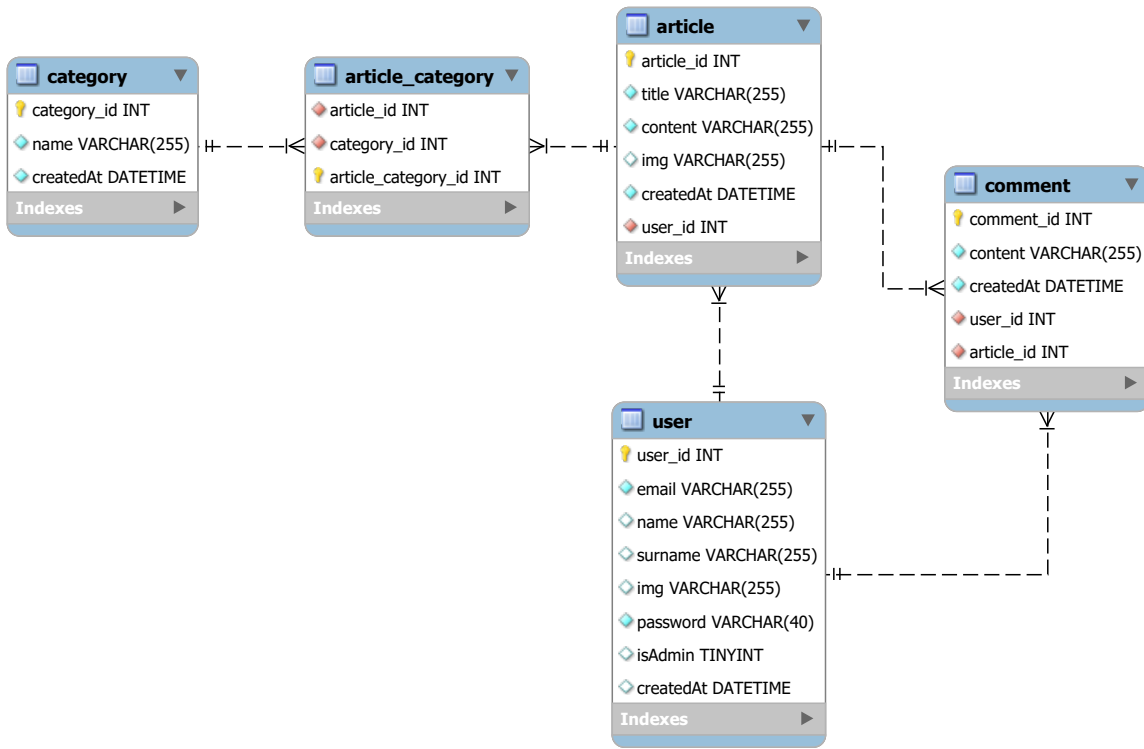 category
category_id INT
name VARCHAR(255)
createdAt DATETIME
Indexes
article_category
article_id INT
category_id INT
article_category_id INT
Indexes
article
article_id INT
title VARCHAR(255)
content VARCHAR(255)
img VARCHAR(255)
createdAt DATETIME
user_id INT
Indexes
comment
comment_id INT
content VARCHAR(255)
createdAt DATETIME
user_id INT
article_id INT
Indexes
user
user_id INT
email VARCHAR(255)
name VARCHAR(255)
surname VARCHAR(255)
img VARCHAR(255)
password VARCHAR(40)
isAdmin TINYINT
createdAt DATETIME
Indexes